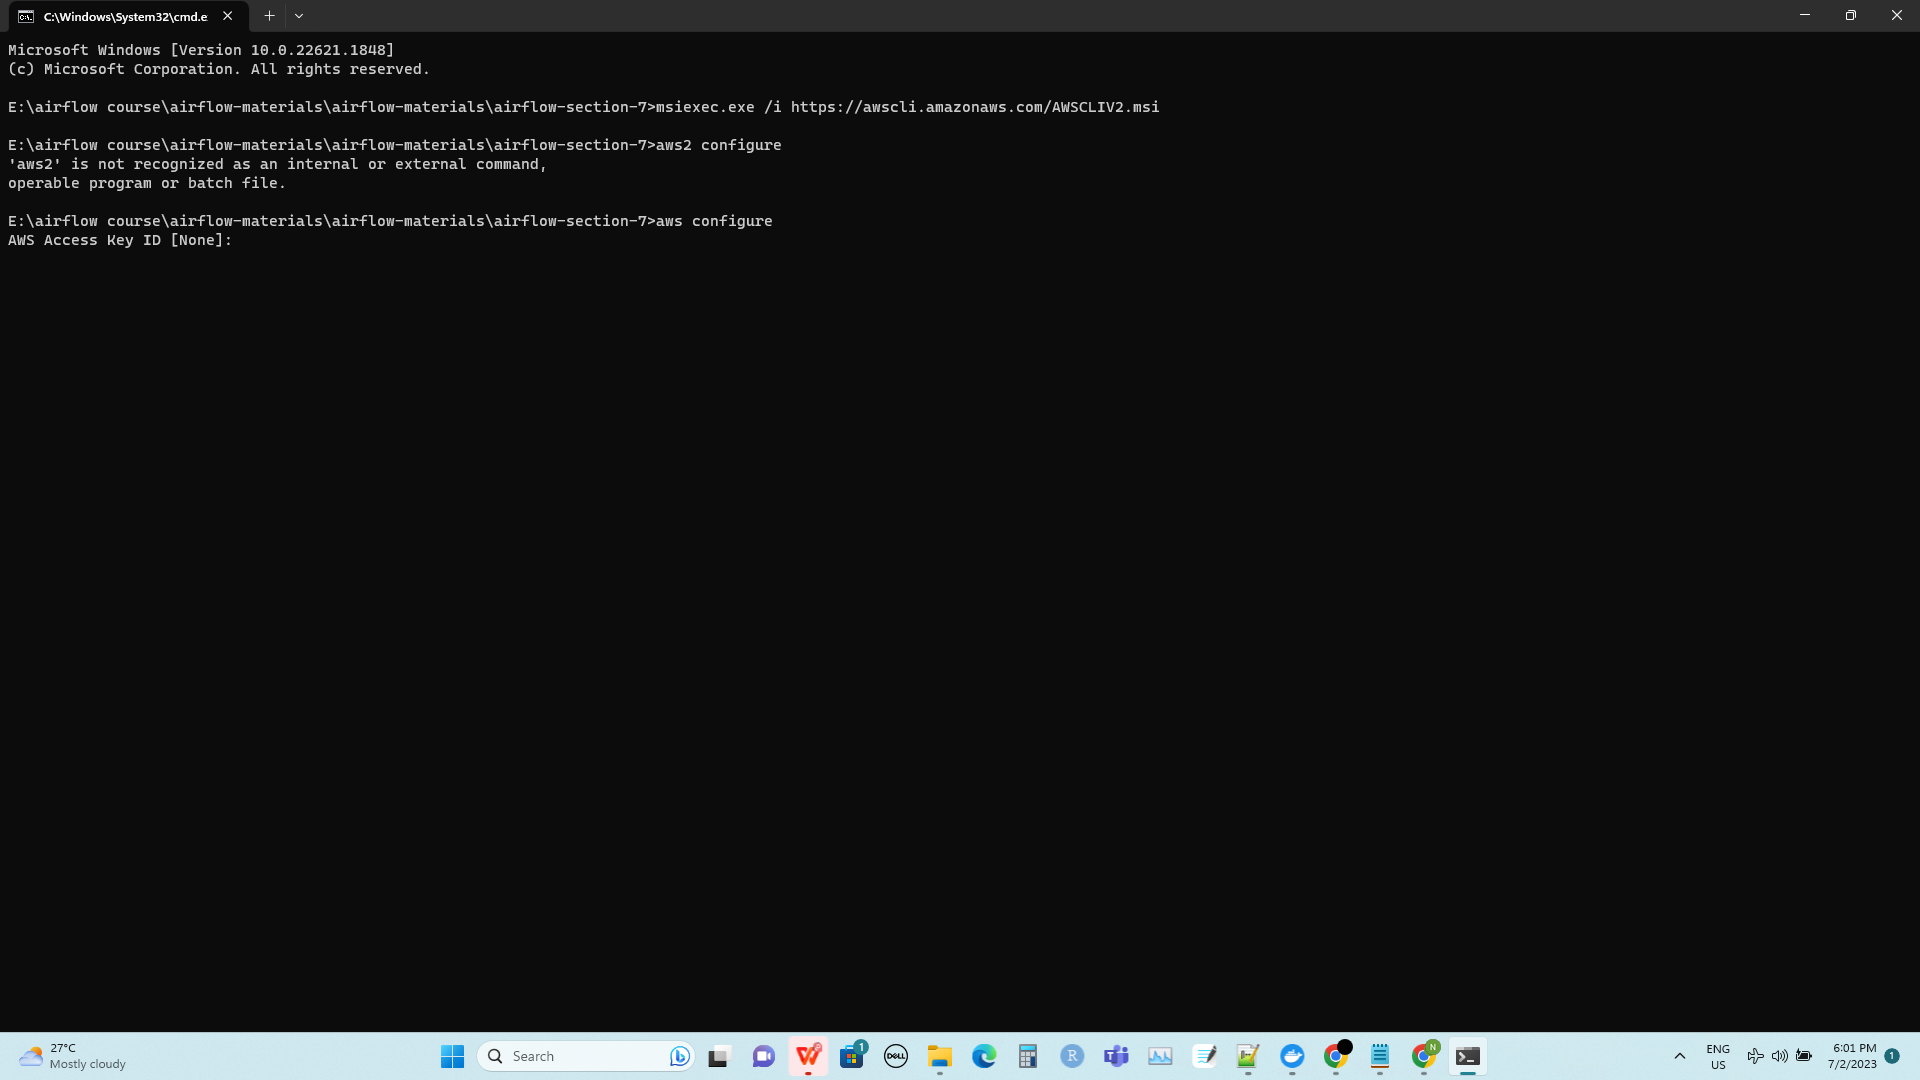 C:\Windows\System32\cmd.e
Microsoft Windows [Version 10.0.22621.1848]
(c) Microsoft Corporation. All rights reserved.
E:\airflow course\airflow-materials\airflow-materials\airflow-section-7>msiexec.exe /i https://awscli.amazonaws.com/AWSCLIV2.msi
E:\airflow course\airflow-materials\airflow-materials\airflow-section-7>aws2 configure
'aws2' is not recognized as an internal or external command,
operable program or batch file.
E:\airflow course\airflow-materials\airflow-materials\airflow-section-7>aws configure
AWS Access Key ID [None]:
27°C
Mostly cloudy
Search
1
DELL
R
T
N
ENG
US
6:01 PM
7/2/2023
1